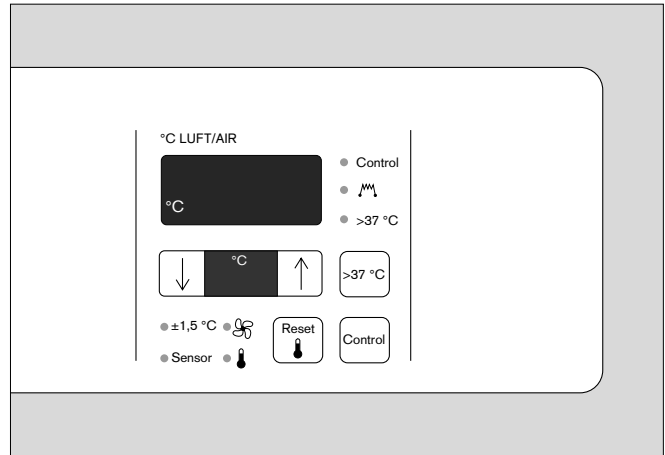 °C LUFT/AIR
Control
°C
>37 °C
°C
>37 °C
±1,5 °C
Reset
Control
Sensor